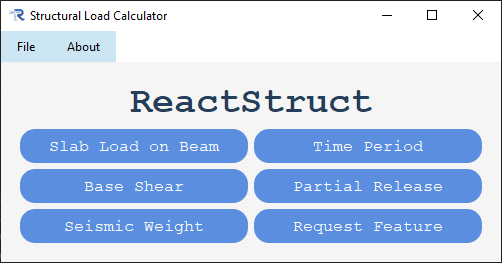 Structural Load Calculator
File About
ReactStruct
Slab Load on Beam Time Period
Base Shear Partial Release
Seismic Weight Request Feature